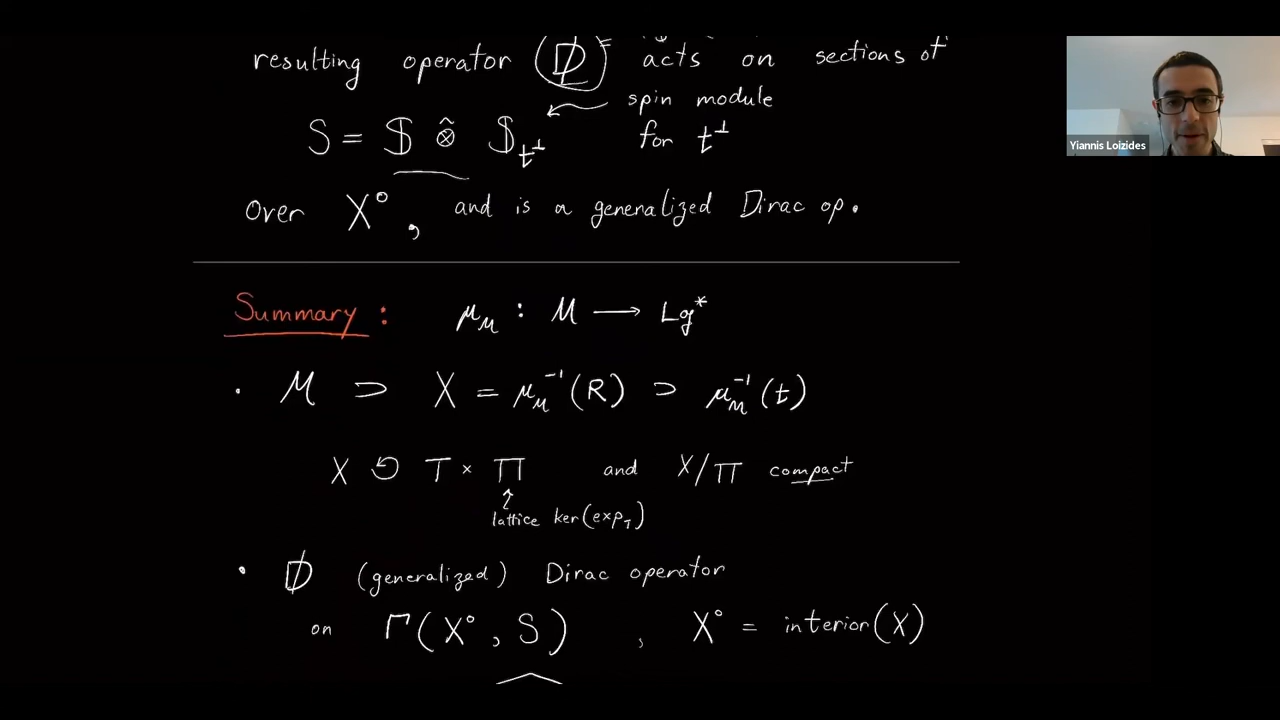 resulting operator (D̸) acts on sections of
spin module
S = $ ⊗̂ $_t⊥ for t⊥
over X°, and is a generalized Dirac op.
Yiannis Loizides
Summary: μ_M : M → Lg*
· M ⊃ X = μ_M⁻¹(R) ⊃ μ_M⁻¹(t)
X ↺ T × Π and X/Π compact
lattice ker(exp_T)
· D̸ (generalized) Dirac operator
on Γ(X°, S) , X° = interior(X)